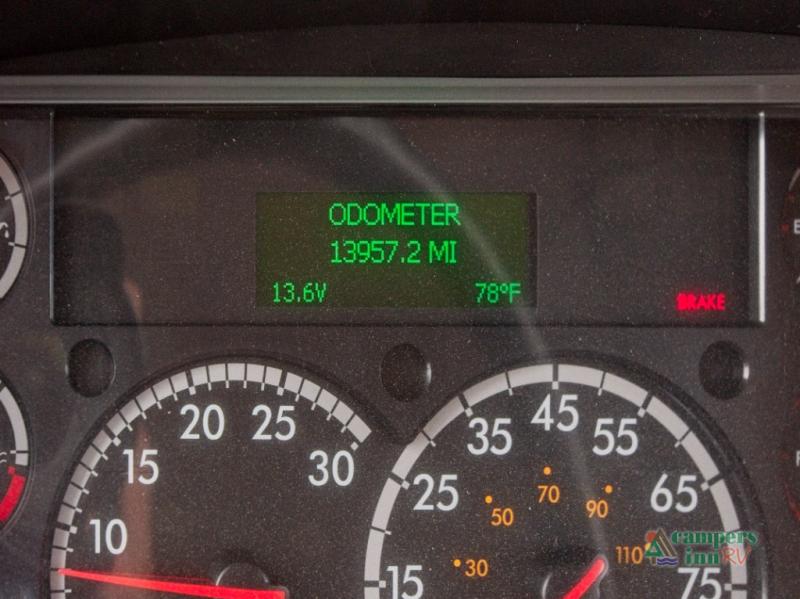 ODOMETER
13957.2 MI
13.6V 78°F
BRAKE
10 15 20 25 30
15 25 35 45 55 65 75
30 50 70 90 110
campers
inn RV